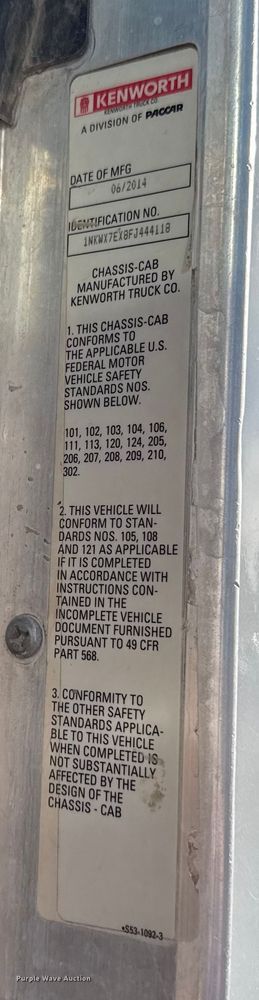 KENWORTH
KENWORTH TRUCK CO
A DIVISION OF PACCAR
DATE OF MFG
06/2014
IDENTIFICATION NO.
1NKWX7EX8FJ444118
CHASSIS-CAB
MANUFACTURED BY
KENWORTH TRUCK CO.
1. THIS CHASSIS-CAB
CONFORMS TO
THE APPLICABLE U.S.
FEDERAL MOTOR
VEHICLE SAFETY
STANDARDS NOS.
SHOWN BELOW.
101, 102, 103, 104, 106,
111, 113, 120, 124, 205,
206, 207, 208, 209, 210,
302.
2. THIS VEHICLE WILL
CONFORM TO STAN-
DARDS NOS. 105, 108
AND 121 AS APPLICABLE
IF IT IS COMPLETED
IN ACCORDANCE WITH
INSTRUCTIONS CON-
TAINED IN THE
INCOMPLETE VEHICLE
DOCUMENT FURNISHED
PURSUANT TO 49 CFR
PART 568.
3. CONFORMITY TO
THE OTHER SAFETY
STANDARDS APPLICA-
BLE TO THIS VEHICLE
WHEN COMPLETED IS
NOT SUBSTANTIALLY
AFFECTED BY THE
DESIGN OF THE
CHASSIS - CAB
*S53-1092-3
Purple Wave Auction